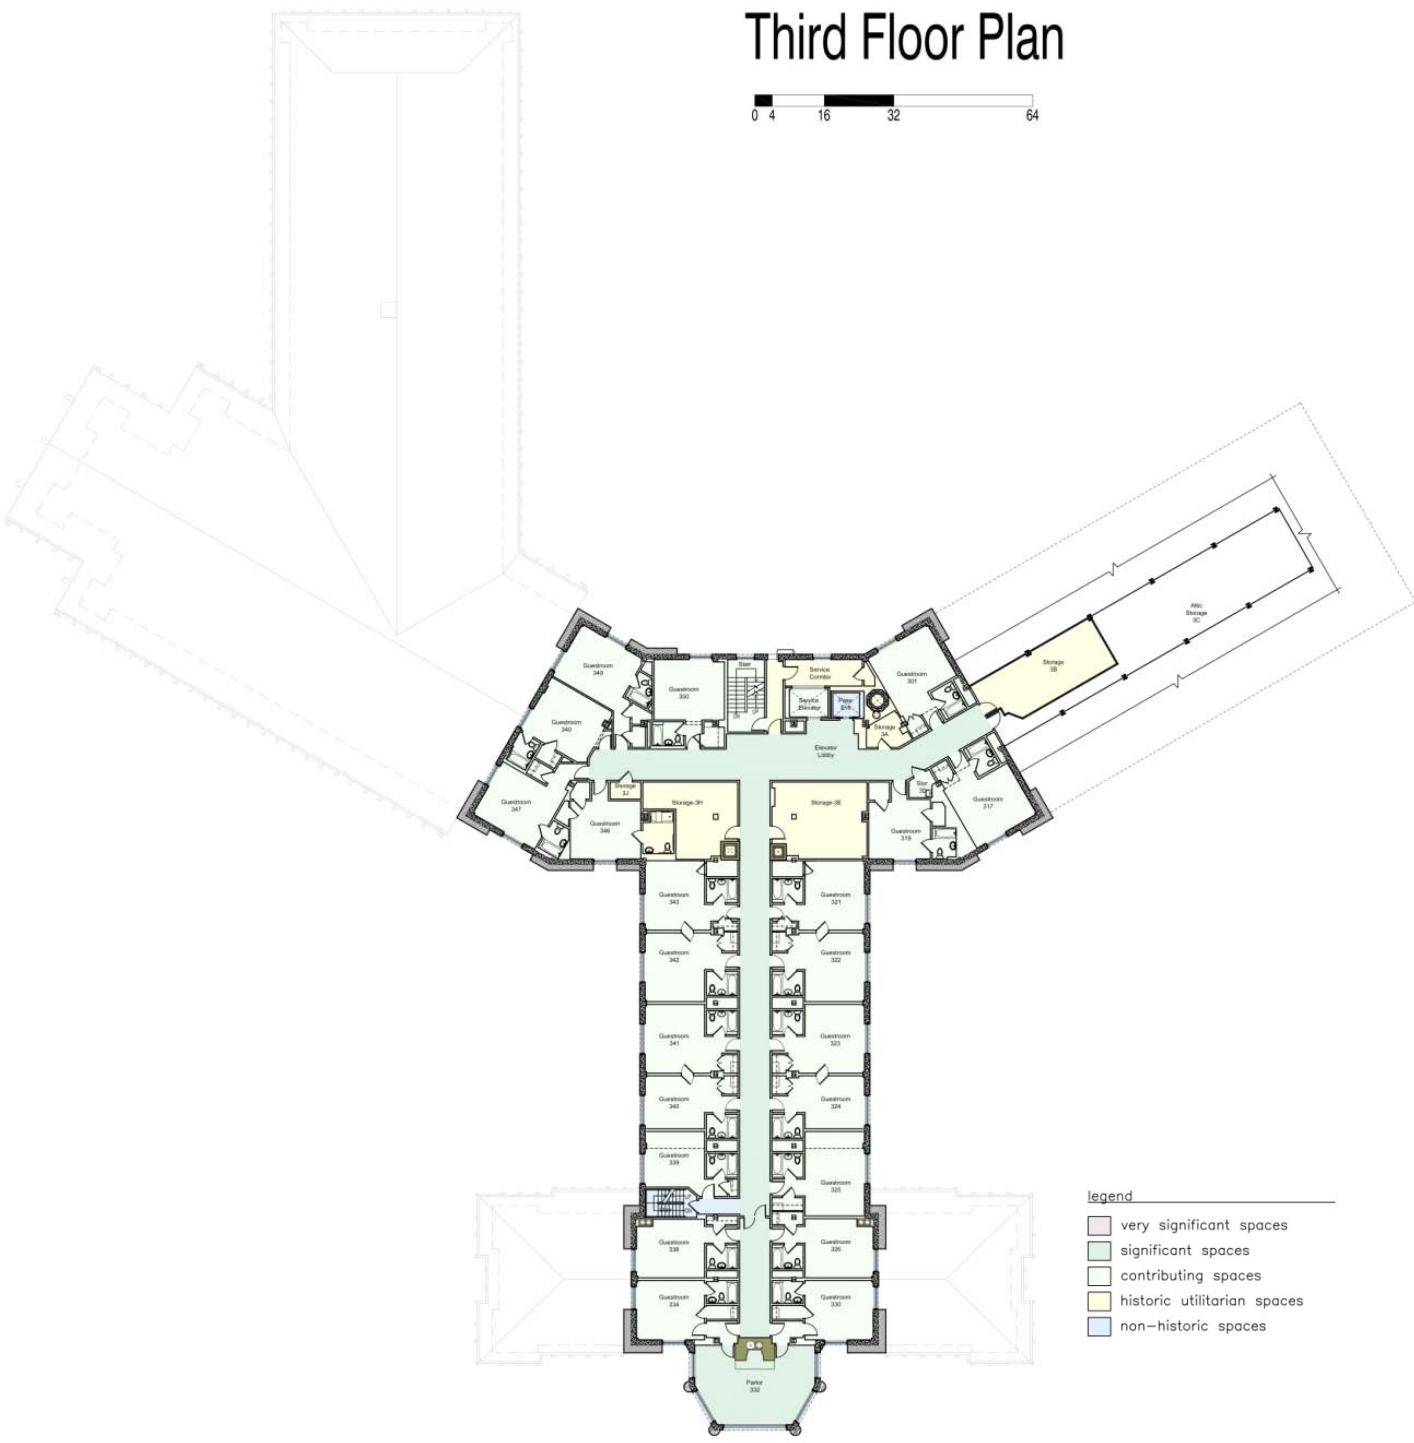 Third Floor Plan
0 4 16 32 64
Attic
Storage
3C
Storage
3B
Guestroom
349
Guestroom
350
Stair
Service
Corridor
Guestroom
301
Service
Elevator
Storage
3A
Guestroom
Elevator
Lobby
Guestroom
347
Storage
3J
Storage-3H
Storage-3E
Guestroom
317
Guestroom
346
Guestroom
319
Guestroom
343
Guestroom
321
Guestroom
342
Guestroom
322
Guestroom
341
Guestroom
323
Guestroom
340
Guestroom
324
Guestroom
339
Guestroom
325
Guestroom
338
Guestroom
326
Guestroom
334
Guestroom
330
Parlor
332
legend
very significant spaces
significant spaces
contributing spaces
historic utilitarian spaces
non-historic spaces